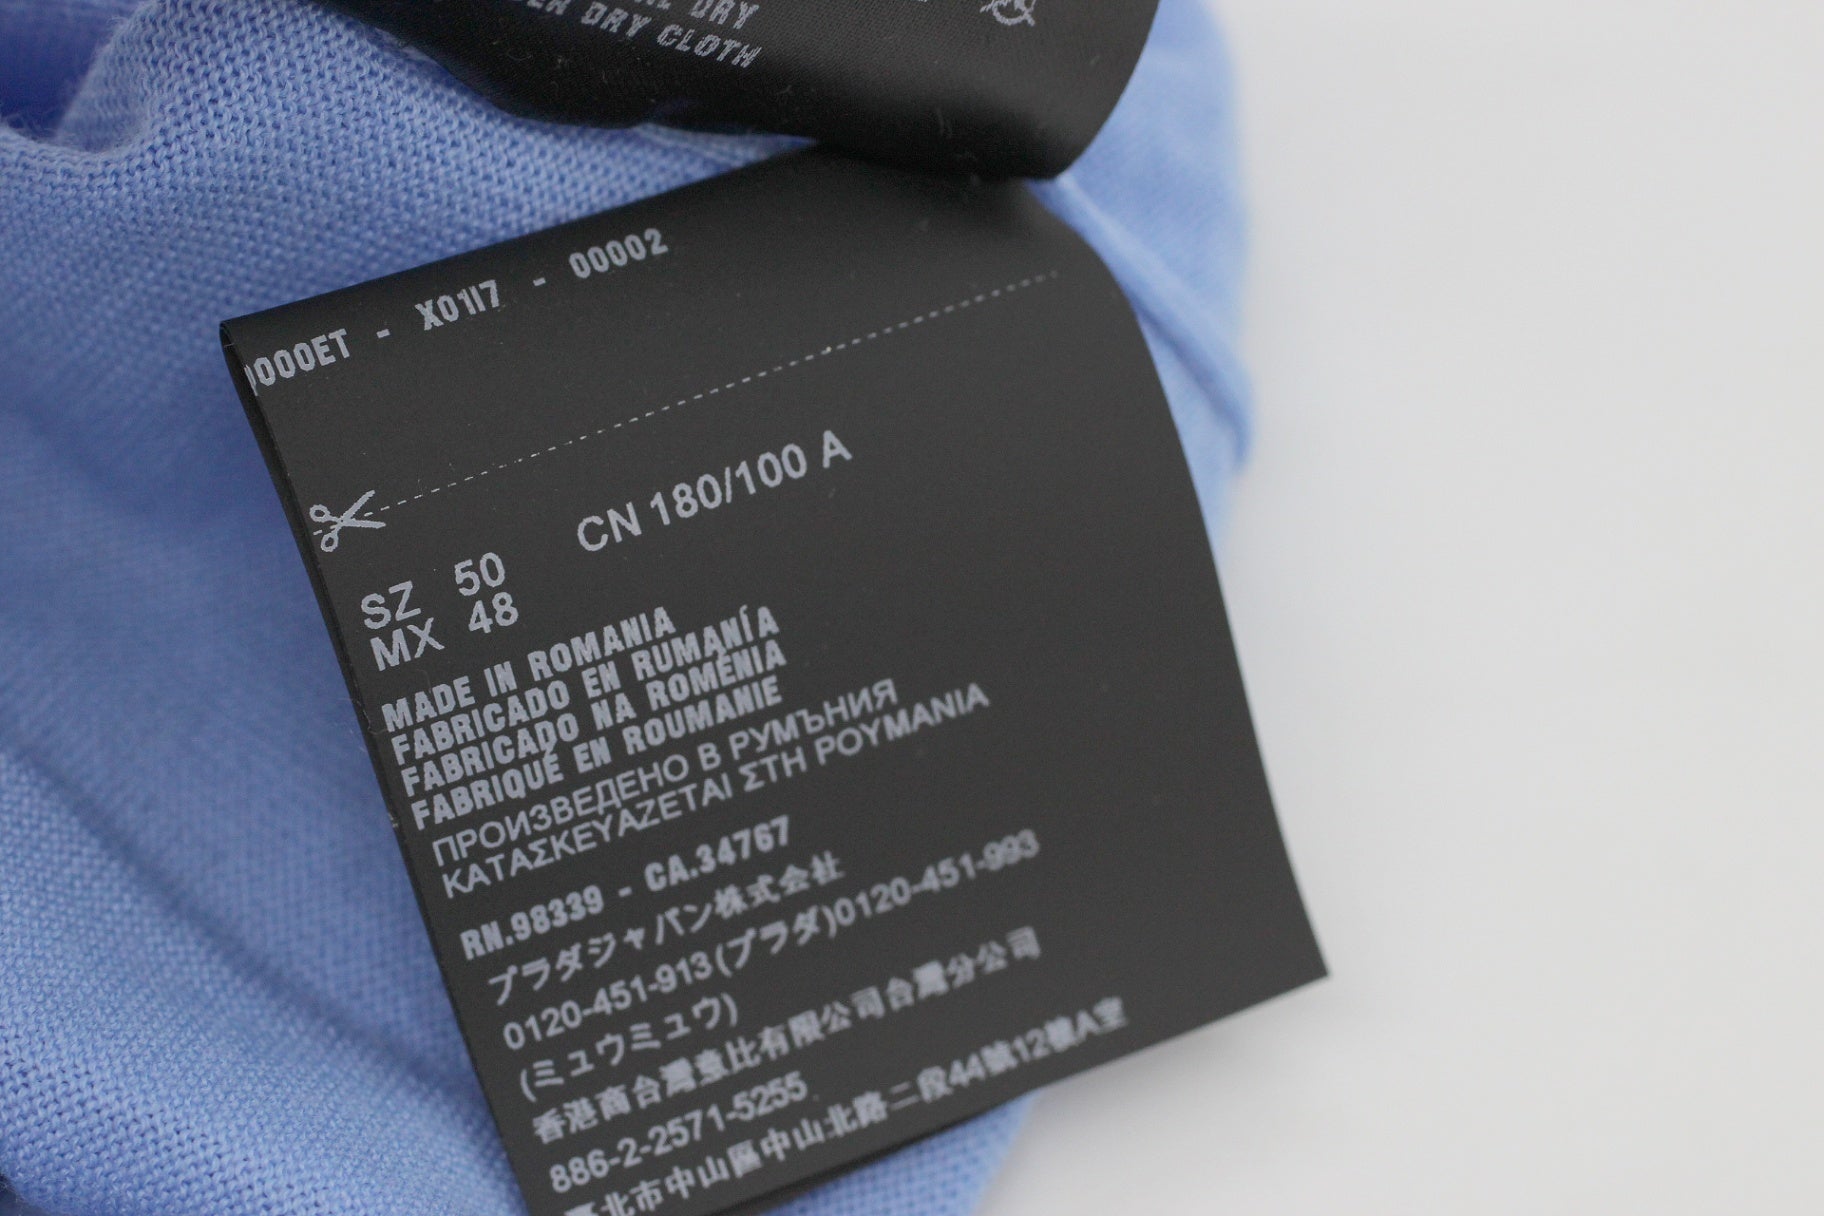 DRY
DRY CLOTH
000ET - X01I7 - 00002
CN 180/100 A
SZ 50
MX 48
MADE IN ROMANIA
FABRICADO EN RUMANÍA
FABRICADO NA ROMÉNIA
FABRIQUÉ EN ROUMANIE
ПРОИЗВЕДЕНО В РУМЪНИЯ
ΚΑΤΑΣΚΕΥΑΖΕΤΑΙ ΣΤΗ ΡΟΥΜΑΝΙΑ
RN.98339 - CA.34767
プラダジャパン株式会社
0120-451-913(プラダ)0120-451-993
(ミュウミュウ)
香港商台灣普比有限公司台灣分公司
886-2-2571-5255
臺北市中山區中山北路二段44號12樓A室